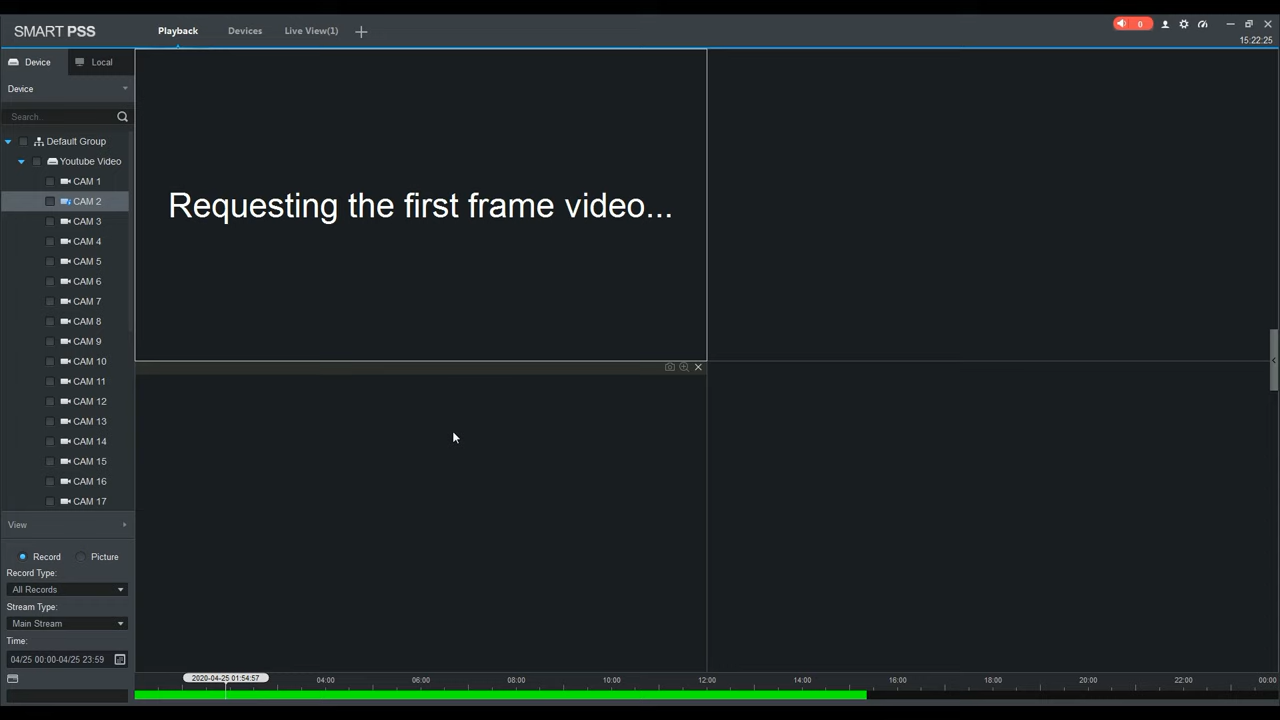 SMART PSS
Playback
Devices
Live View(1)
0
15:22:25
Device
Local
Device
Search...
Default Group
Youtube Video
CAM 1
CAM 2
CAM 3
CAM 4
CAM 5
CAM 6
CAM 7
CAM 8
CAM 9
CAM 10
CAM 11
CAM 12
CAM 13
CAM 14
CAM 15
CAM 16
CAM 17
View
Record
Picture
Record Type:
All Records
Stream Type:
Main Stream
Time:
04/25 00:00-04/25 23:59
Requesting the first frame video...
2020-04-25 01:54:57
04:00
06:00
08:00
10:00
12:00
14:00
16:00
18:00
20:00
22:00
00:00